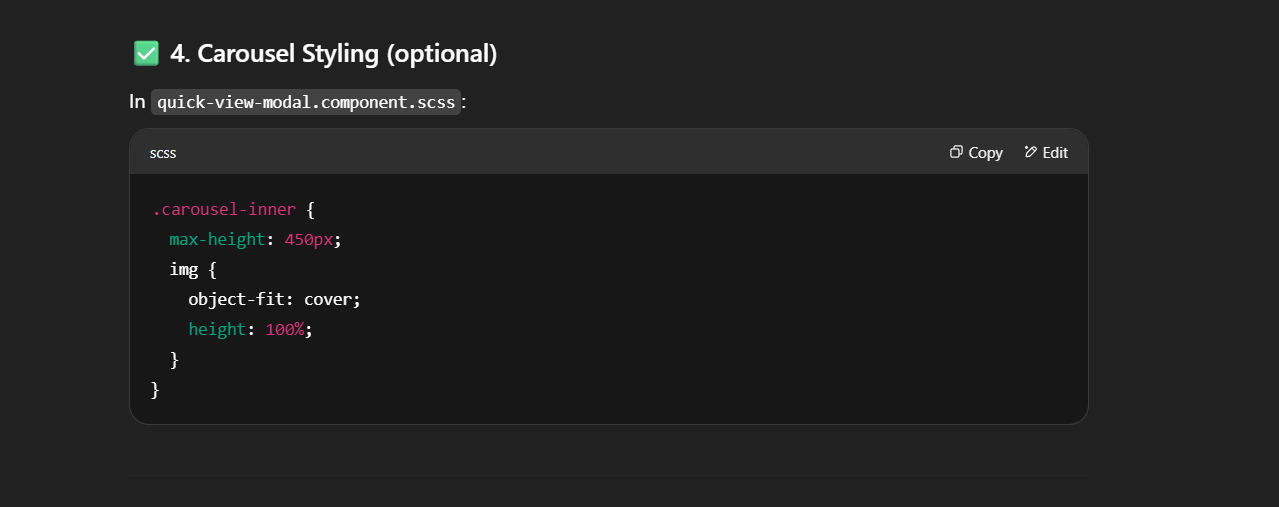 ✅ 4. Carousel Styling (optional)
In quick-view-modal.component.scss:
scss Copy Edit
.carousel-inner {
  max-height: 450px;
  img {
    object-fit: cover;
    height: 100%;
  }
}